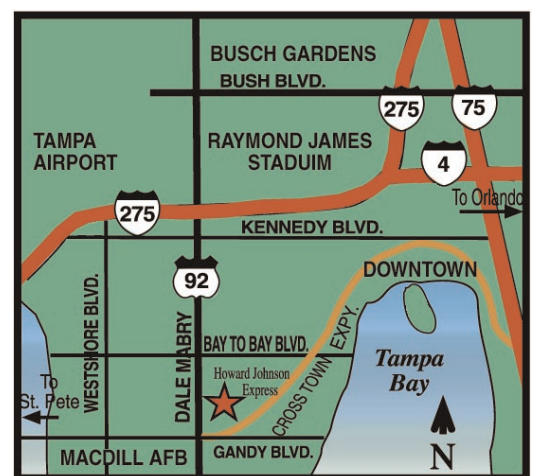 BUSCH GARDENS
BUSH BLVD.
275
75
TAMPA
AIRPORT
RAYMOND JAMES
STADUIM
4
To Orlando
275
KENNEDY BLVD.
92
DOWNTOWN
WESTSHORE BLVD.
DALE MABRY
BAY TO BAY BLVD.
CROSS TOWN EXPY.
Tampa
Bay
Howard Johnson
Express
To
St. Pete
MACDILL AFB
GANDY BLVD.
N